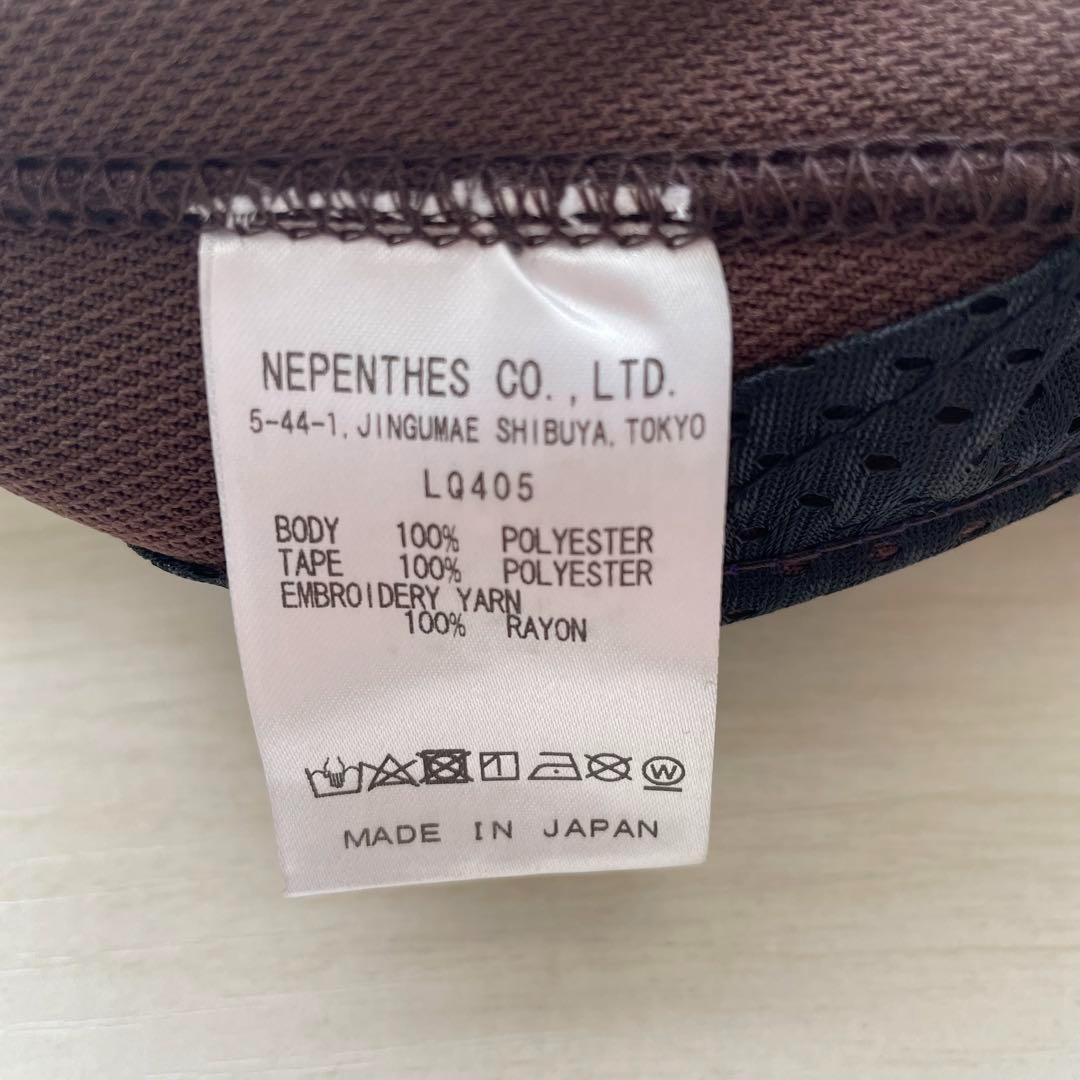 NEPENTHES CO.,LTD.
5-44-1, JINGUMAE SHIBUYA, TOKYO
LQ405
BODY 100% POLYESTER
TAPE 100% POLYESTER
EMBROIDERY YARN
100% RAYON
W
MADE IN JAPAN